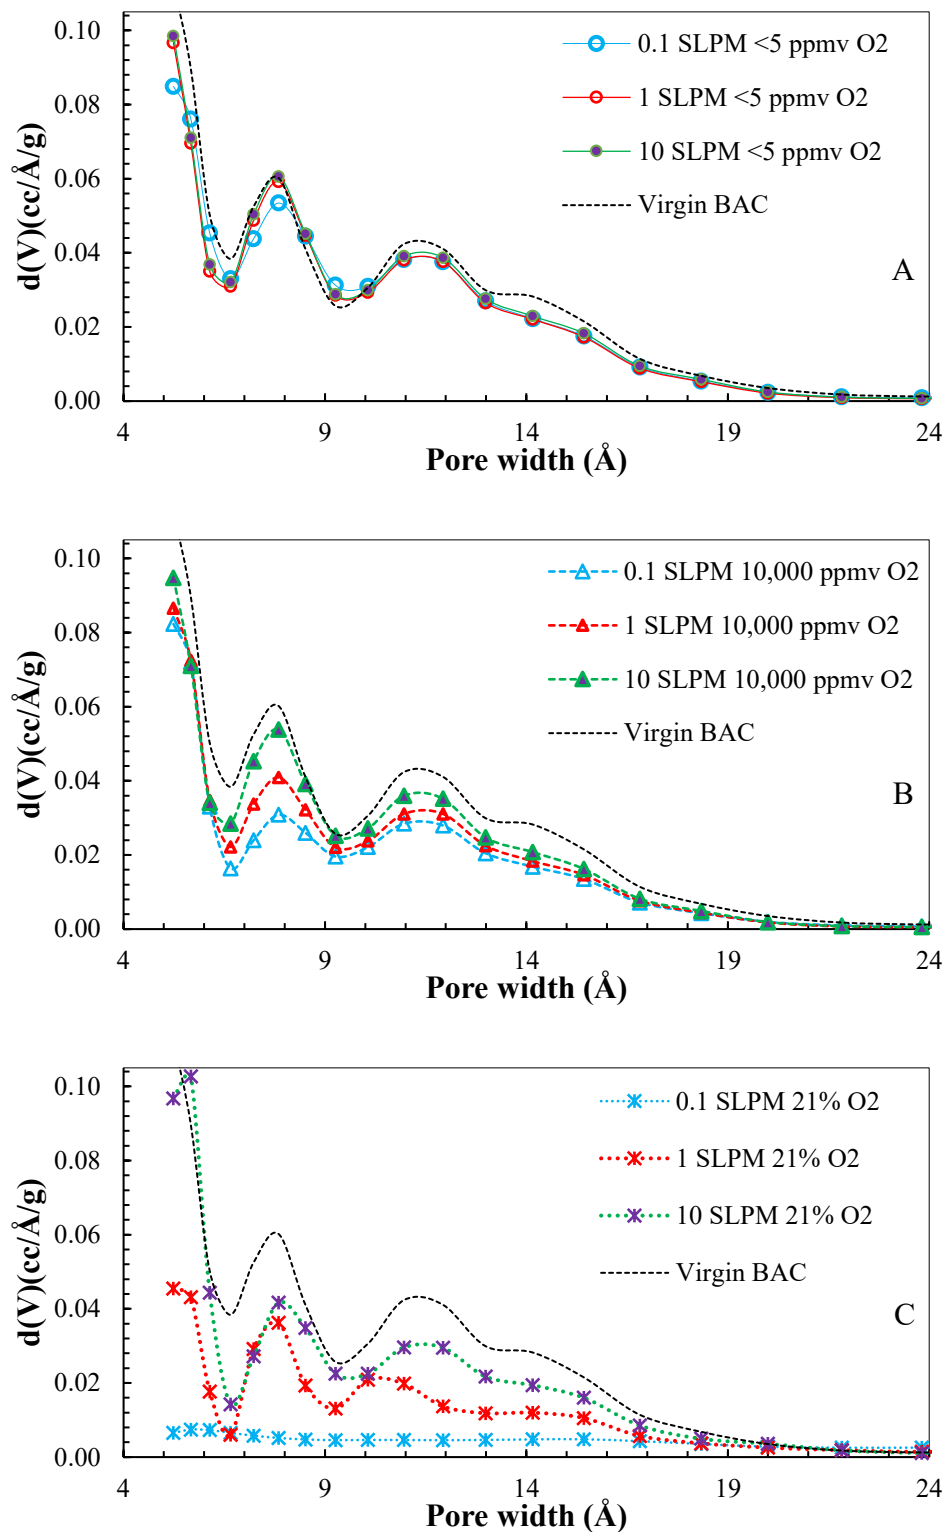 0.10
0.08
0.06
0.04
0.02
0.00
d(V)(cc/Å/g)
0.1 SLPM <5 ppmv O2
1 SLPM <5 ppmv O2
10 SLPM <5 ppmv O2
Virgin BAC
A
4 9 14 19 24
Pore width (Å)
0.10
0.08
0.06
0.04
0.02
0.00
d(V)(cc/Å/g)
0.1 SLPM 10,000 ppmv O2
1 SLPM 10,000 ppmv O2
10 SLPM 10,000 ppmv O2
Virgin BAC
B
4 9 14 19 24
Pore width (Å)
0.10
0.08
0.06
0.04
0.02
0.00
d(V)(cc/Å/g)
0.1 SLPM 21% O2
1 SLPM 21% O2
10 SLPM 21% O2
Virgin BAC
C
4 9 14 19 24
Pore width (Å)